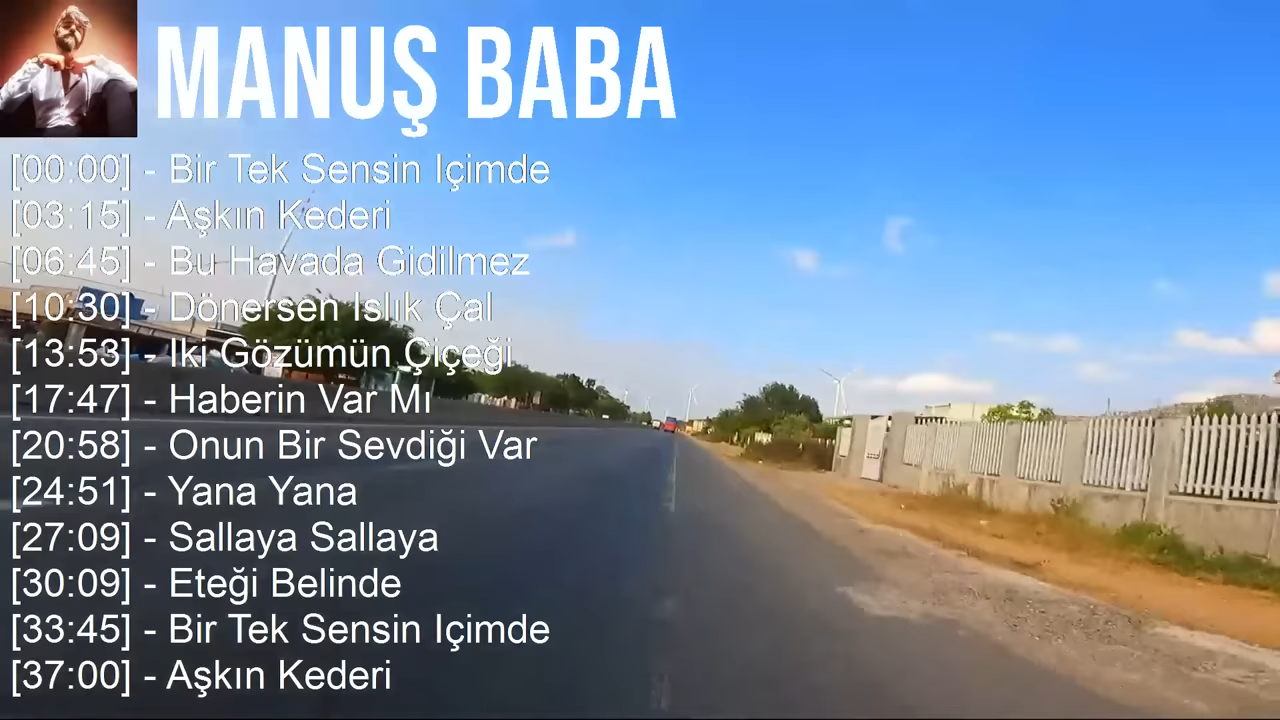 MANUŞ BABA
[00:00] - Bir Tek Sensin Içimde
[03:15] - Aşkın Kederi
[06:45] - Bu Havada Gidilmez
[10:30] - Dönersen Islık Çal
[13:53] - Iki Gözümün Çiçeği
[17:47] - Haberin Var Mı
[20:58] - Onun Bir Sevdiği Var
[24:51] - Yana Yana
[27:09] - Sallaya Sallaya
[30:09] - Eteği Belinde
[33:45] - Bir Tek Sensin Içimde
[37:00] - Aşkın Kederi